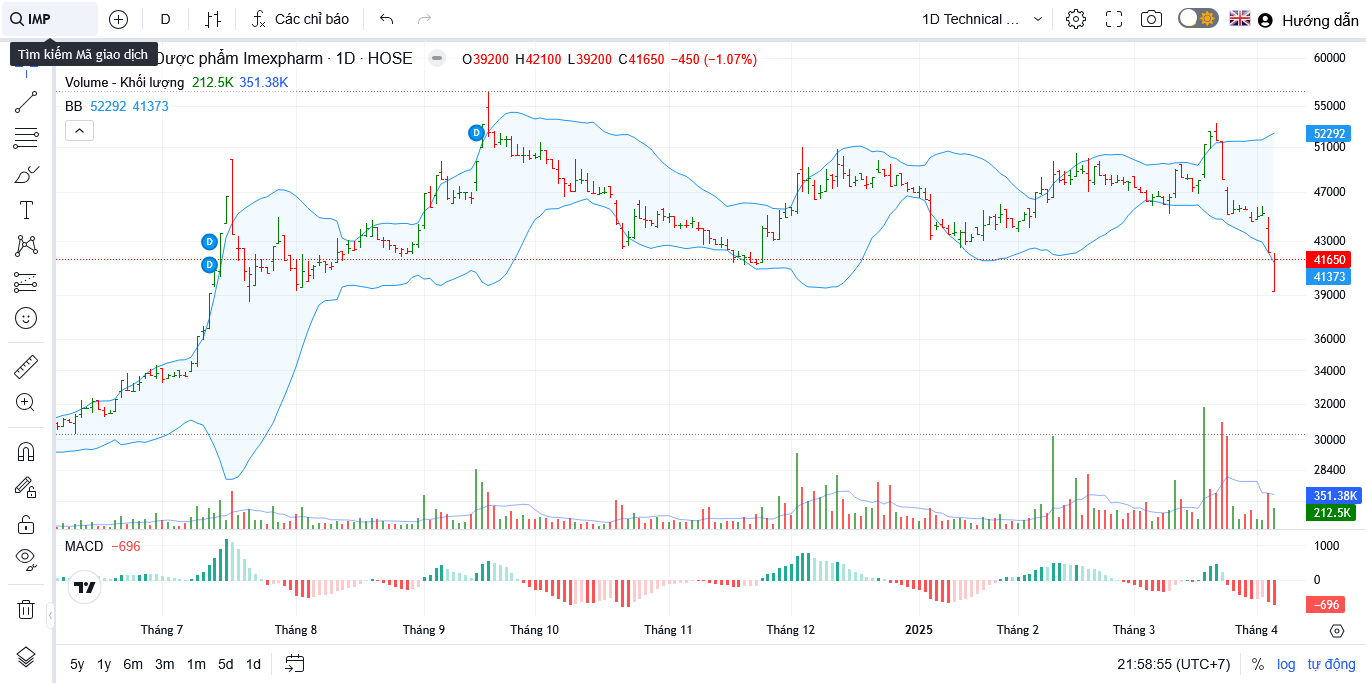 IMP D Các chỉ báo 1D Technical ... Hướng dẫn
Tìm kiếm Mã giao dịch
Dược phẩm Imexpharm · 1D · HOSE O39200 H42100 L39200 C41650 −450 (−1.07%)
Volume - Khối lượng 212.5K 351.38K
BB 52292 41373
D
D
D
60000
55000
52292
51000
47000
43000
41650
41373
39000
36000
34000
32000
30000
28400
351.38K
212.5K
MACD −696
1000
0
−696
Tháng 7 Tháng 8 Tháng 9 Tháng 10 Tháng 11 Tháng 12 2025 Tháng 2 Tháng 3 Tháng 4
5y 1y 6m 3m 1m 5d 1d 21:58:55 (UTC+7) % log tự động